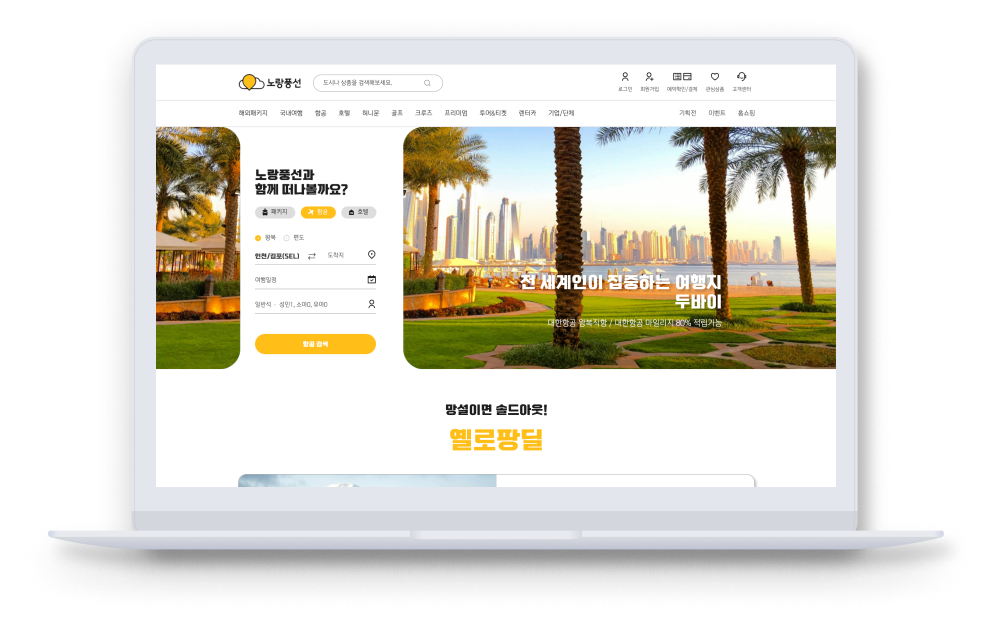 노랑풍선
도시나 상품을 검색해보세요.
로그인 회원가입 예약확인/결제 관심상품 고객센터
해외패키지 국내여행 항공 호텔 허니문 골프 크루즈 프리미엄 투어&티켓 렌터카 기업/단체 기획전 이벤트 홈쇼핑
노랑풍선과
함께 떠나볼까요?
패키지 항공 호텔
왕복 편도
인천/김포(SEL) 도착지
여행일정
일반석 · 성인1, 소아0, 유아0
항공 검색
전 세계인이 집중하는 여행지
두바이
대한항공 왕복직항 / 대한항공 마일리지 80% 적립가능
망설이면 솔드아웃!
옐로팡딜